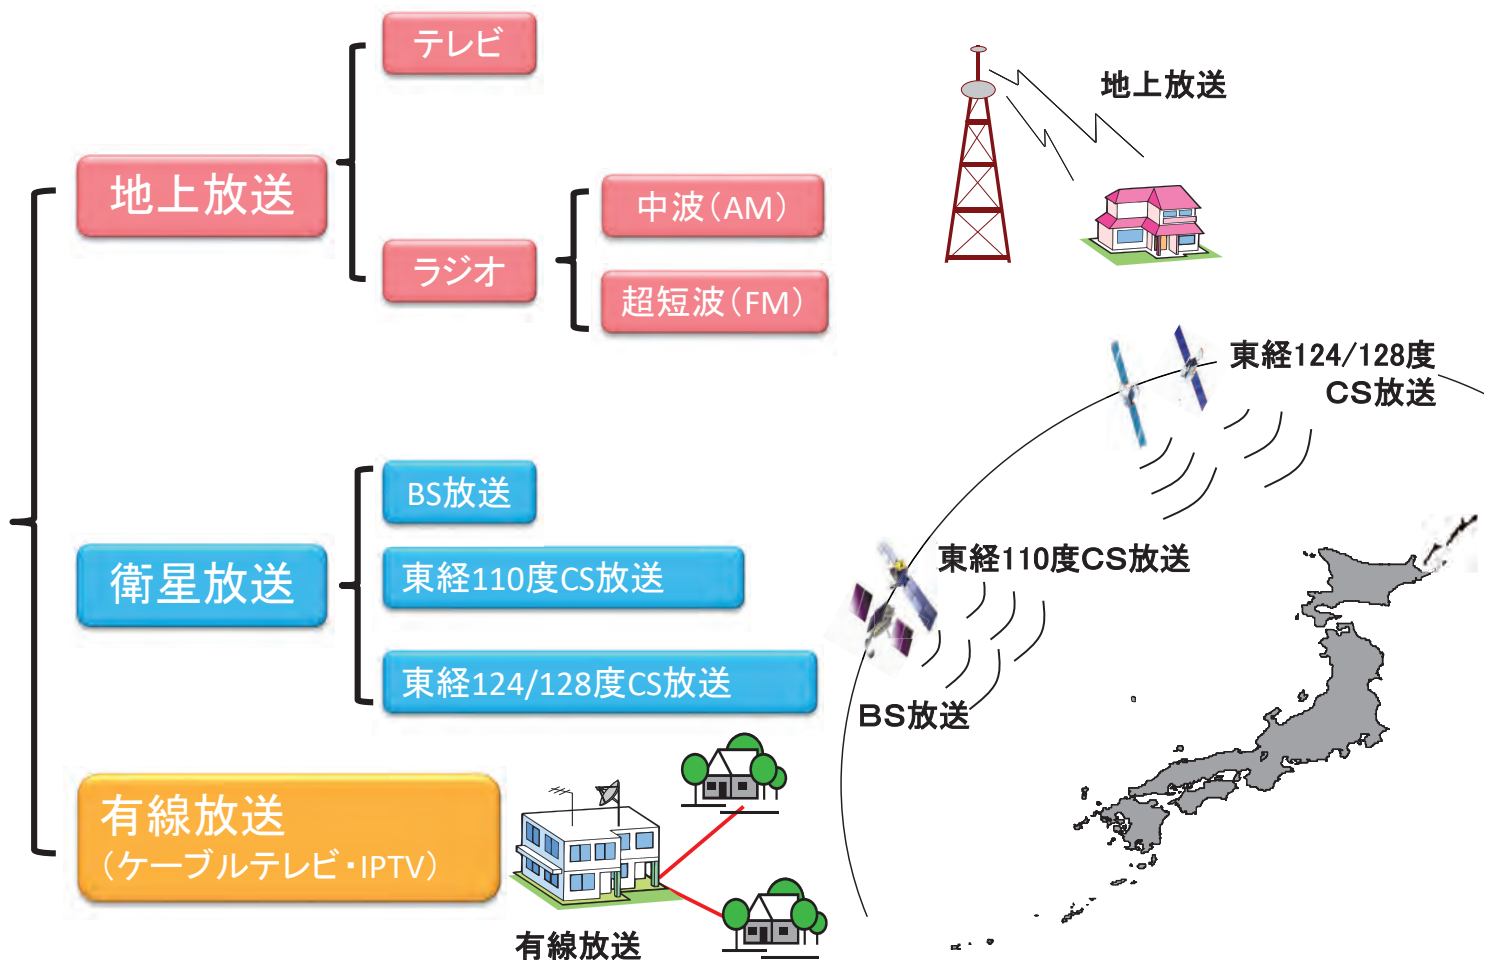 テレビ
地上放送
中波（AM）
ラジオ
超短波（FM）
BS放送
衛星放送
東経110度CS放送
東経124/128度CS放送
有線放送
（ケーブルテレビ・IPTV）
地上放送
東経124/128度
CS放送
東経110度CS放送
BS放送
有線放送